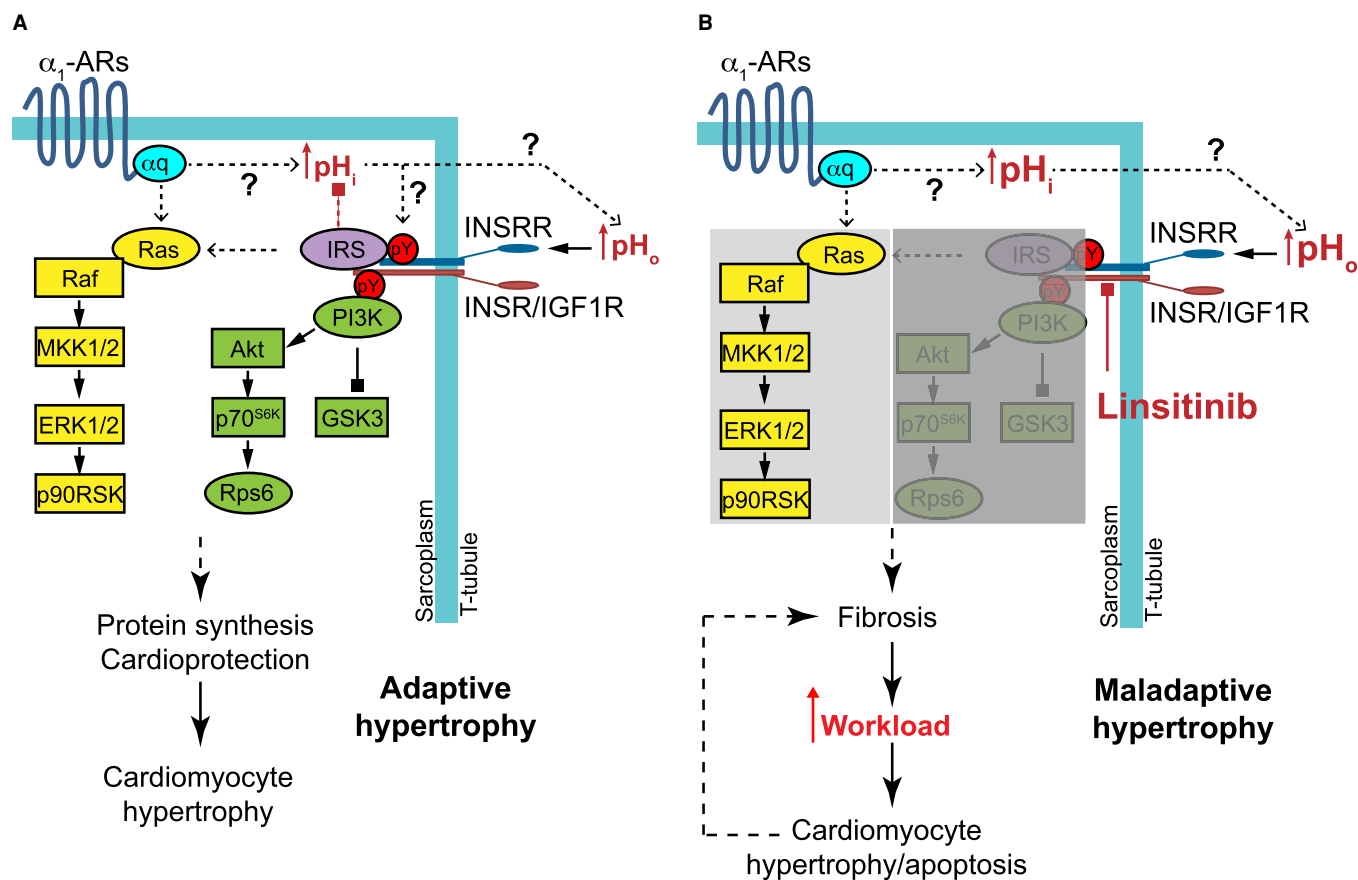 A
α1-ARs
αq
?
pHi
?
?
Ras
IRS
pY
INSRR
pHo
Raf
pY
PI3K
INSR/IGF1R
MKK1/2
Akt
ERK1/2
p70S6K
GSK3
p90RSK
Rps6
Sarcoplasm
T-tubule
Protein synthesis
Cardioprotection
Adaptive
hypertrophy
Cardiomyocyte
hypertrophy
B
α1-ARs
αq
?
pHi
?
Ras
IRS
pY
INSRR
pHo
Raf
pY
PI3K
INSR/IGF1R
MKK1/2
Akt
Linsitinib
ERK1/2
p70S6K
GSK3
p90RSK
Rps6
Sarcoplasm
T-tubule
Fibrosis
Workload
Maladaptive
hypertrophy
Cardiomyocyte
hypertrophy/apoptosis